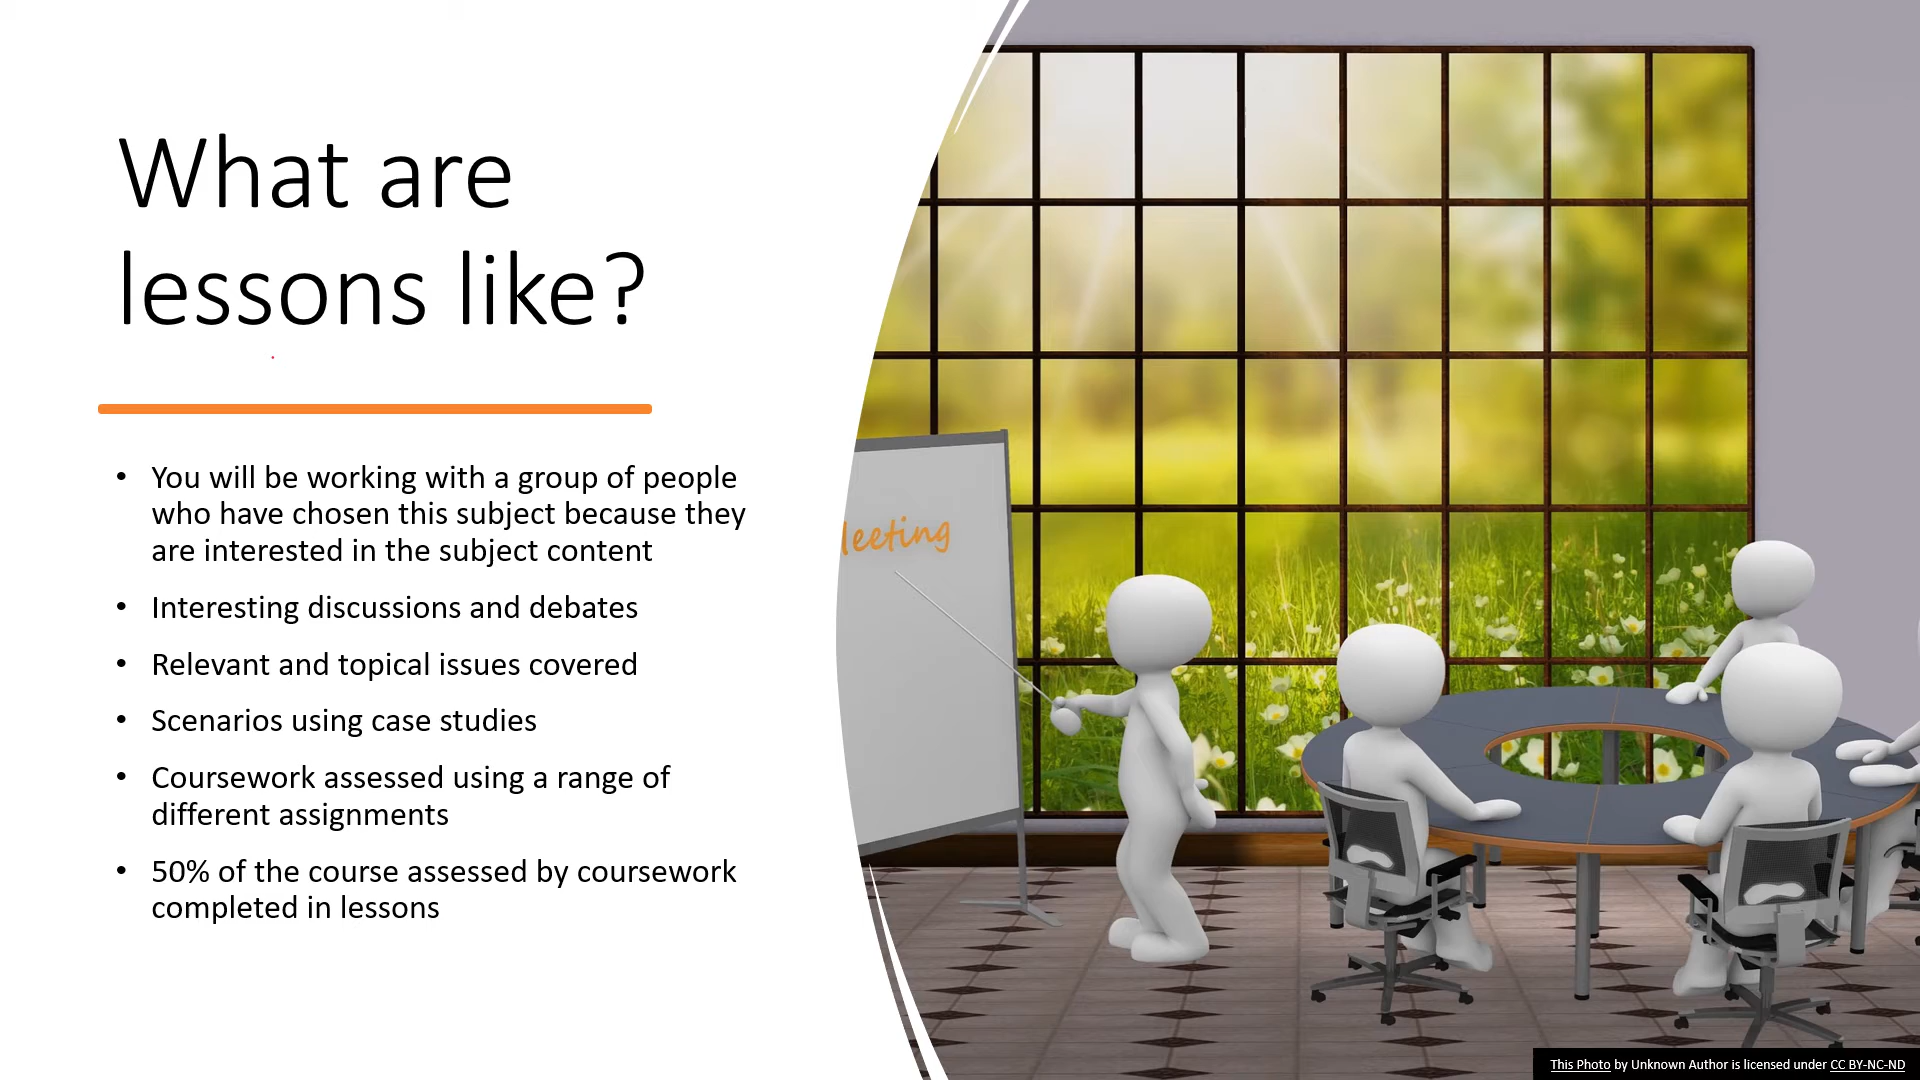 What are
lessons like?
• You will be working with a group of people
who have chosen this subject because they
are interested in the subject content
• Interesting discussions and debates
• Relevant and topical issues covered
• Scenarios using case studies
• Coursework assessed using a range of
different assignments
• 50% of the course assessed by coursework
completed in lessons
leeting
This Photo by Unknown Author is licensed under CC BY-NC-ND